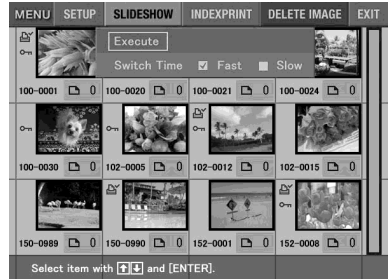 MENU SETUP SLIDESHOW INDEXPRINT DELETE IMAGE EXIT
Execute
Switch Time Fast Slow
100-0001 0 100-0020 0 100-0021 0 100-0024 0
100-0030 0 102-0005 0 102-0012 0 102-0015 0
150-0989 0 150-0990 0 152-0001 0 152-0008 0
Select item with and [ENTER].